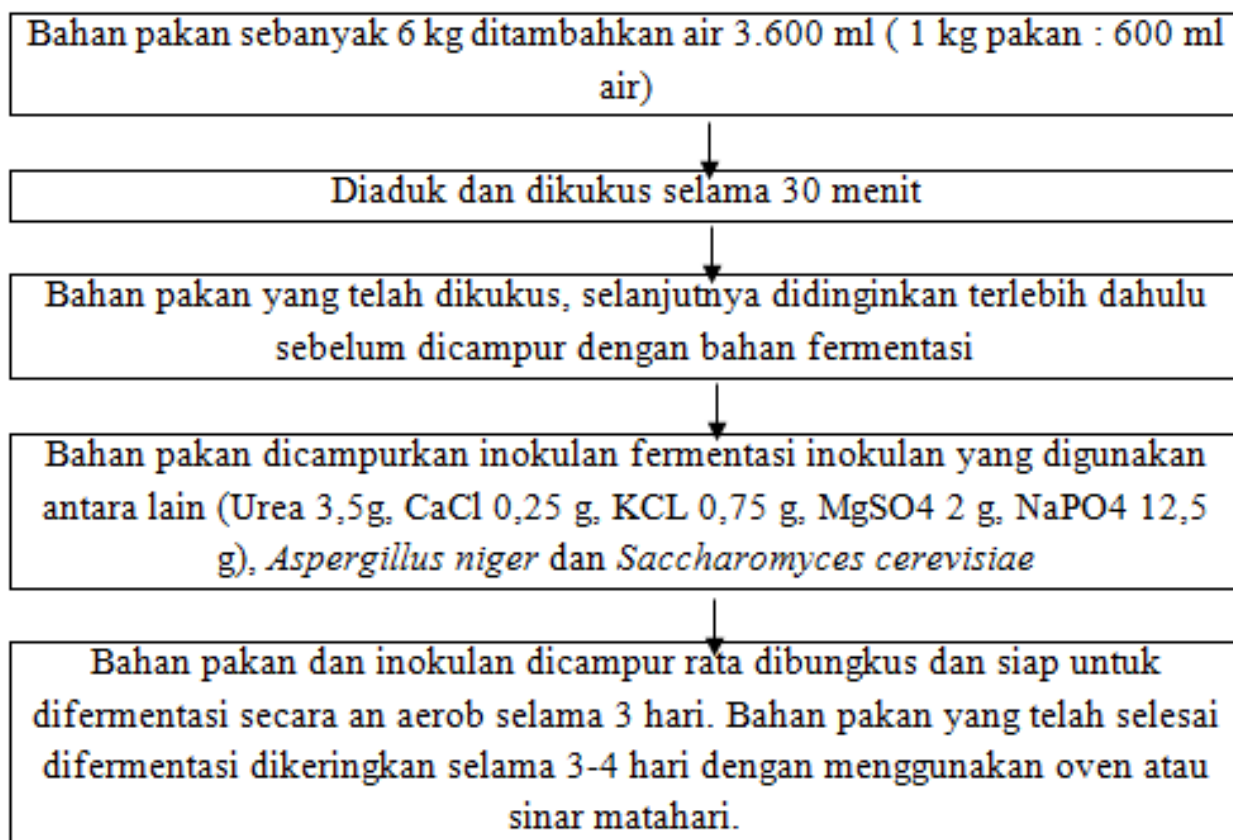 Bahan pakan sebanyak 6 kg ditambahkan air 3.600 ml ( 1 kg pakan : 600 ml
air)
Diaduk dan dikukus selama 30 menit
Bahan pakan yang telah dikukus, selanjutnya didinginkan terlebih dahulu
sebelum dicampur dengan bahan fermentasi
Bahan pakan dicampurkan inokulan fermentasi inokulan yang digunakan
antara lain (Urea 3,5g, CaCl 0,25 g, KCL 0,75 g, MgSO4 2 g, NaPO4 12,5
g), Aspergillus niger dan Saccharomyces cerevisiae
Bahan pakan dan inokulan dicampur rata dibungkus dan siap untuk
difermentasi secara an aerob selama 3 hari. Bahan pakan yang telah selesai
difermentasi dikeringkan selama 3-4 hari dengan menggunakan oven atau
sinar matahari.